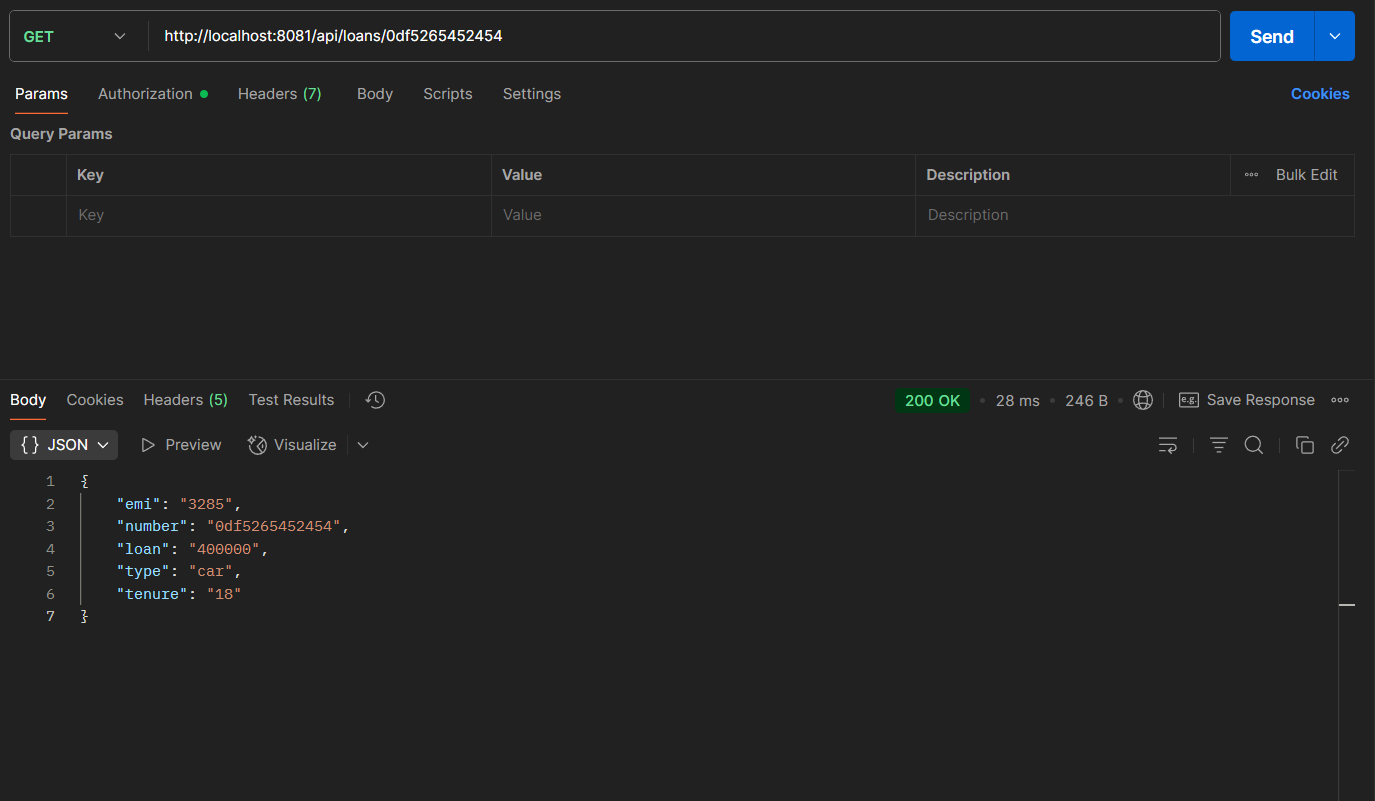 GET http://localhost:8081/api/loans/0df5265452454 Send
Params Authorization Headers (7) Body Scripts Settings Cookies
Query Params
Key Value Description Bulk Edit
Key Value Description
Body Cookies Headers (5) Test Results 200 OK • 28 ms • 246 B • e.g. Save Response
{} JSON Preview Visualize
1 {
2 "emi": "3285",
3 "number": "0df5265452454",
4 "loan": "400000",
5 "type": "car",
6 "tenure": "18"
7 }